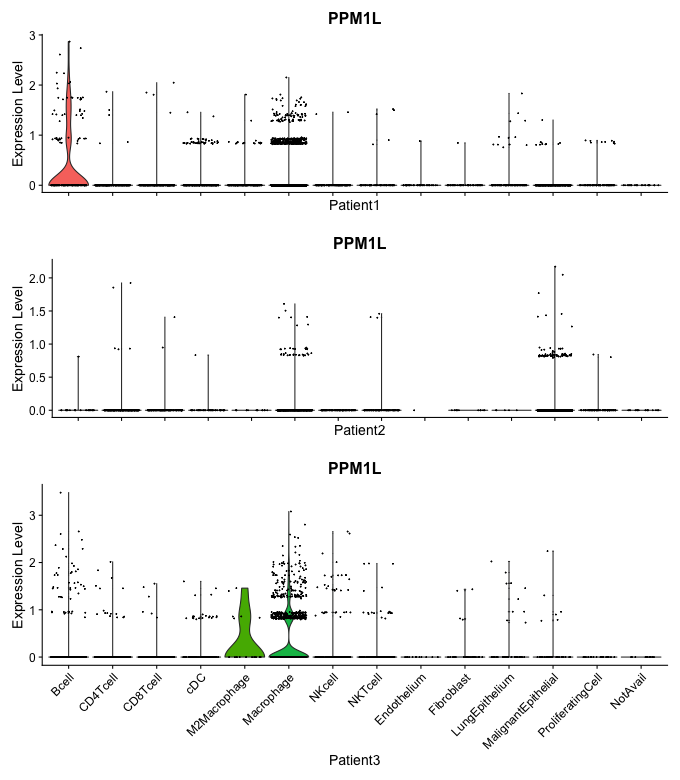 PPM1L
Expression Level
3
2
1
0
Patient1
PPM1L
Expression Level
2.0
1.5
1.0
0.5
0.0
Patient2
PPM1L
Expression Level
3
2
1
0
Bcell
CD4Tcell
CD8Tcell
cDC
M2Macrophage
Macrophage
NKcell
NKTcell
Endothelium
Fibroblast
LungEpithelium
MalignantEpithelial
ProliferatingCell
NotAvail
Patient3